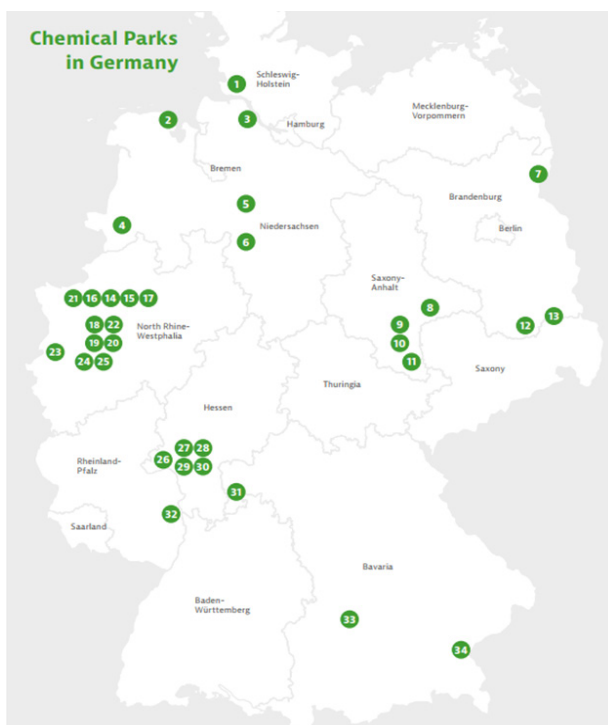 Chemical Parks
in Germany
1
Schleswig-
Holstein
Mecklenburg-
Vorpommern
2
3
Hamburg
Bremen
7
Brandenburg
5
4
Niedersachsen
Berlin
6
Saxony-
Anhalt
21 16 14 15 17
8
13
18 22
North Rhine-
Westphalia
9
12
19 20
10
23
24 25
11
Saxony
Thuringia
Hessen
27 28
26
Rheinland-
Pfalz
29 30
31
32
Saarland
Bavaria
Baden-
Württemberg
33
34